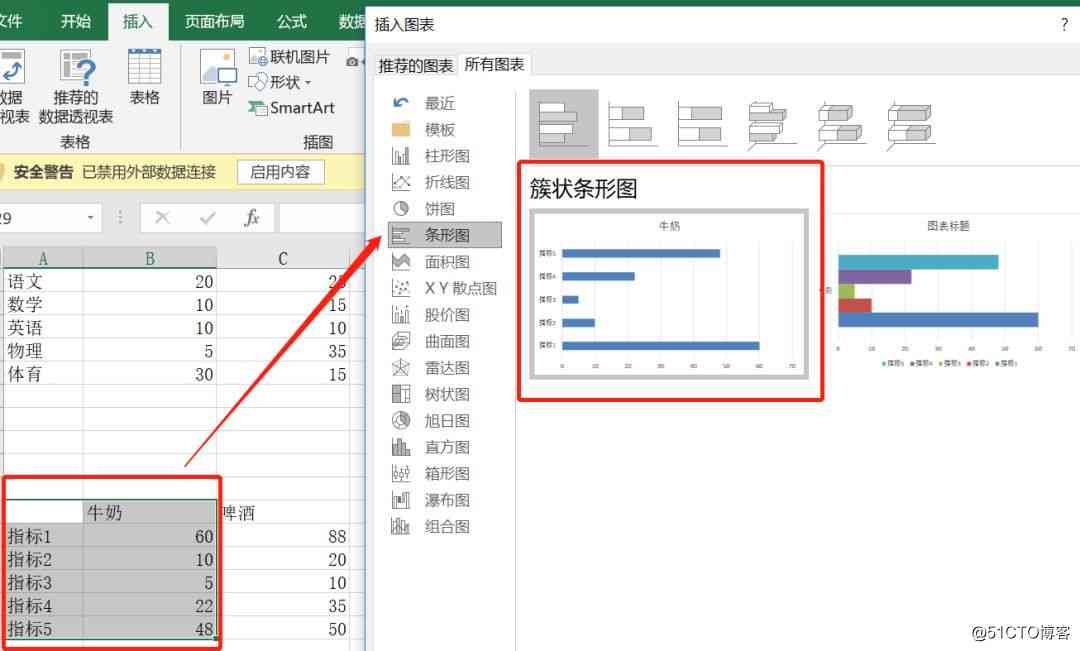 文件 开始 插入 页面布局 公式 数据
数据
透视表
推荐的
数据透视表
表格
表格
图片
联机图片
形状
SmartArt
插图
安全警告 已禁用外部数据连接 启用内容
29
fx
A B C
语文 20 25
数学 10 15
英语 10 10
物理 5 35
体育 30 15
牛奶 啤酒
指标1 60 88
指标2 10 20
指标3 5 10
指标4 22 35
指标5 48 50
插入图表 ?
推荐的图表 所有图表
最近
模板
柱形图
折线图
饼图
条形图
面积图
X Y 散点图
股价图
曲面图
雷达图
树状图
旭日图
直方图
箱形图
瀑布图
组合图
簇状条形图
牛奶
指标5
指标4
指标3
指标2
指标1
0 10 20 30 40 50 60 70
图表标题
0 10 20 30 40 50 60 70
指标5 指标4 指标3 指标2 指标1
@51CTO博客